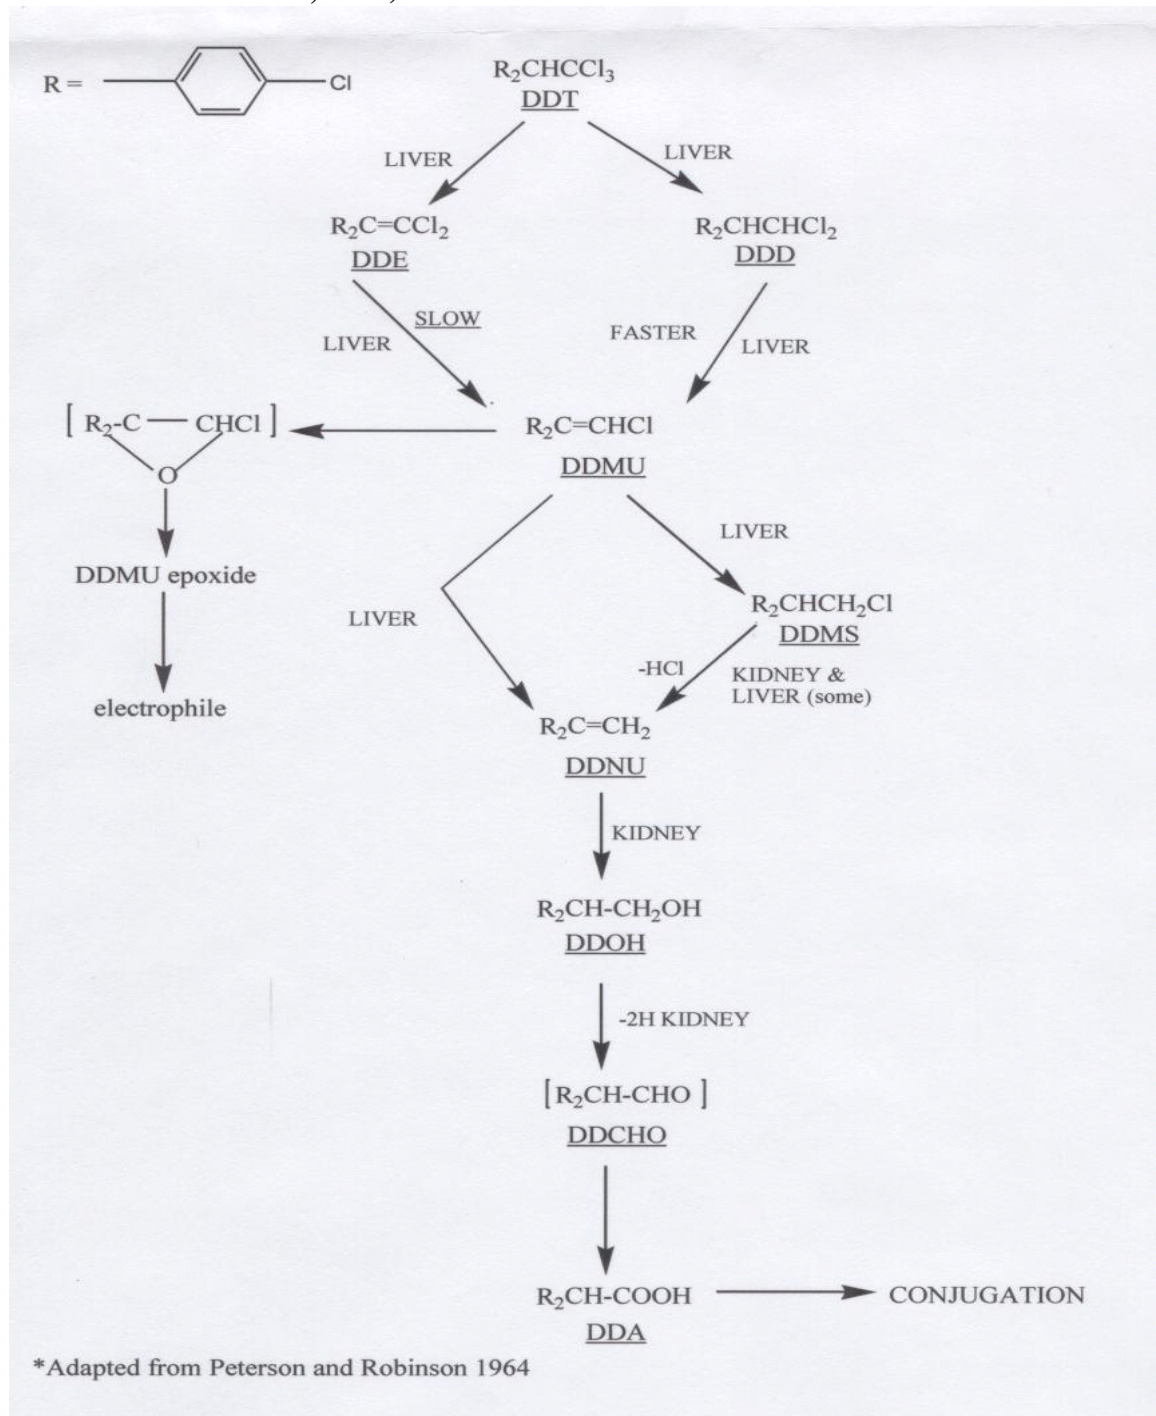 R = Cl
R₂CHCCl₃
DDT
LIVER
LIVER
R₂C=CCl₂
DDE
R₂CHCHCl₂
DDD
SLOW
LIVER
FASTER
LIVER
[ R₂-C — CHCl ]
O
R₂C=CHCl
DDMU
DDMU epoxide
electrophile
LIVER
LIVER
R₂CHCH₂Cl
DDMS
-HCl
KIDNEY &
LIVER (some)
R₂C=CH₂
DDNU
KIDNEY
R₂CH-CH₂OH
DDOH
-2H KIDNEY
[R₂CH-CHO ]
DDCHO
R₂CH-COOH
DDA
CONJUGATION
*Adapted from Peterson and Robinson 1964